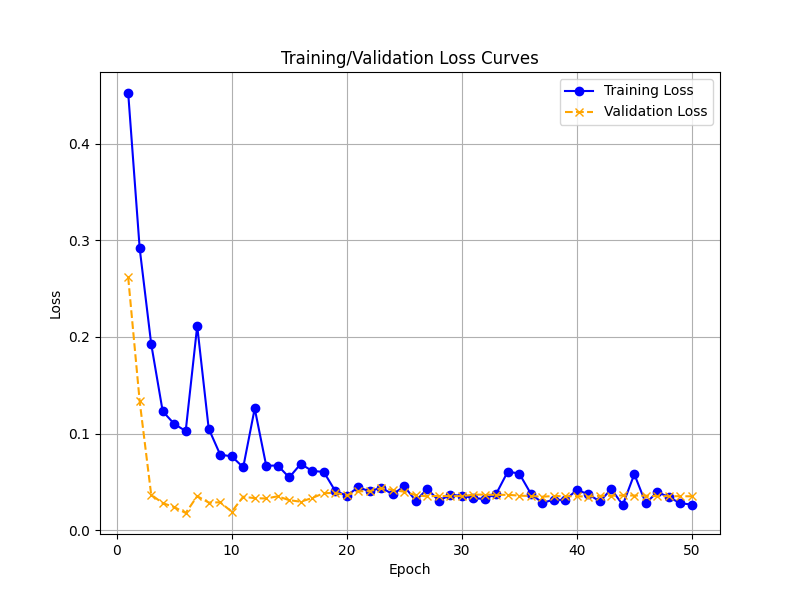 Training/Validation Loss Curves
Training Loss
Validation Loss
0.4
0.3
0.2
0.1
0.0
Loss
0 10 20 30 40 50
Epoch